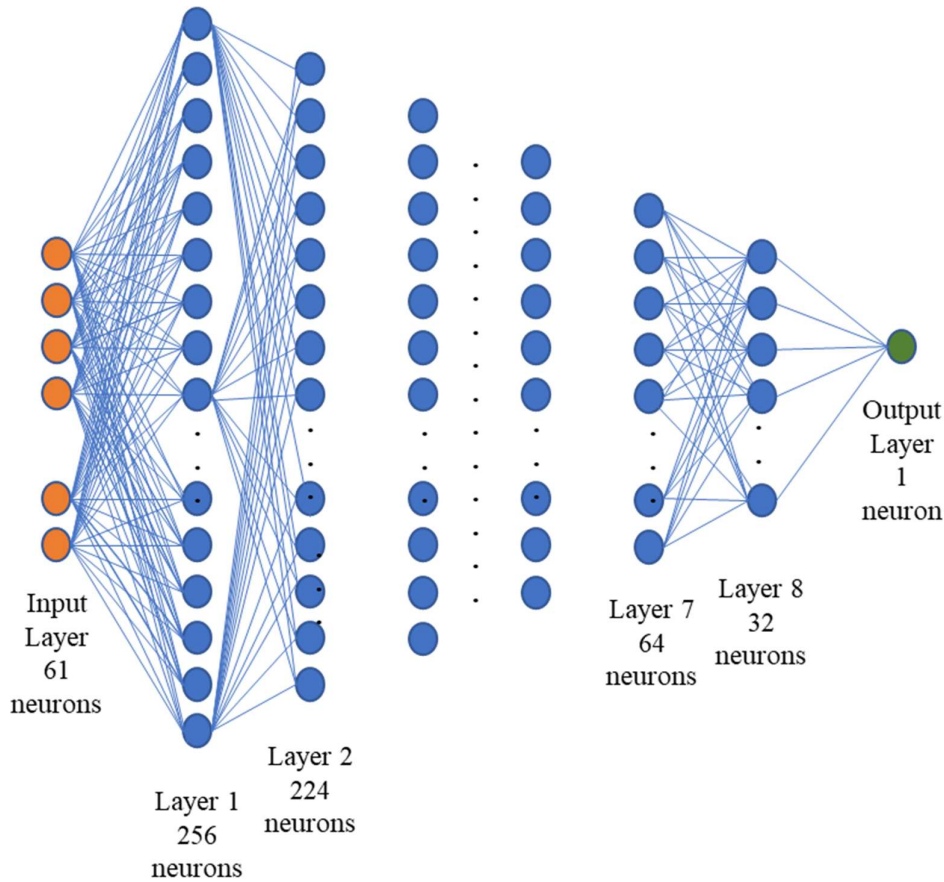 Input
Layer
61
neurons
Layer 1
256
neurons
Layer 2
224
neurons
Layer 7
64
neurons
Layer 8
32
neurons
Output
Layer
1
neuron